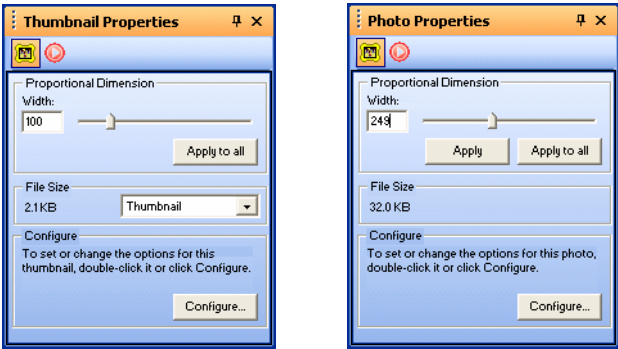 Thumbnail Properties
Proportional Dimension
Width:
100
Apply to all
File Size
2.1KB
Thumbnail
Configure
To set or change the options for this
thumbnail, double-click it or click Configure.
Configure...
Photo Properties
Proportional Dimension
Width:
249
Apply
Apply to all
File Size
32.0 KB
Configure
To set or change the options for this photo,
double-click it or click Configure.
Configure...